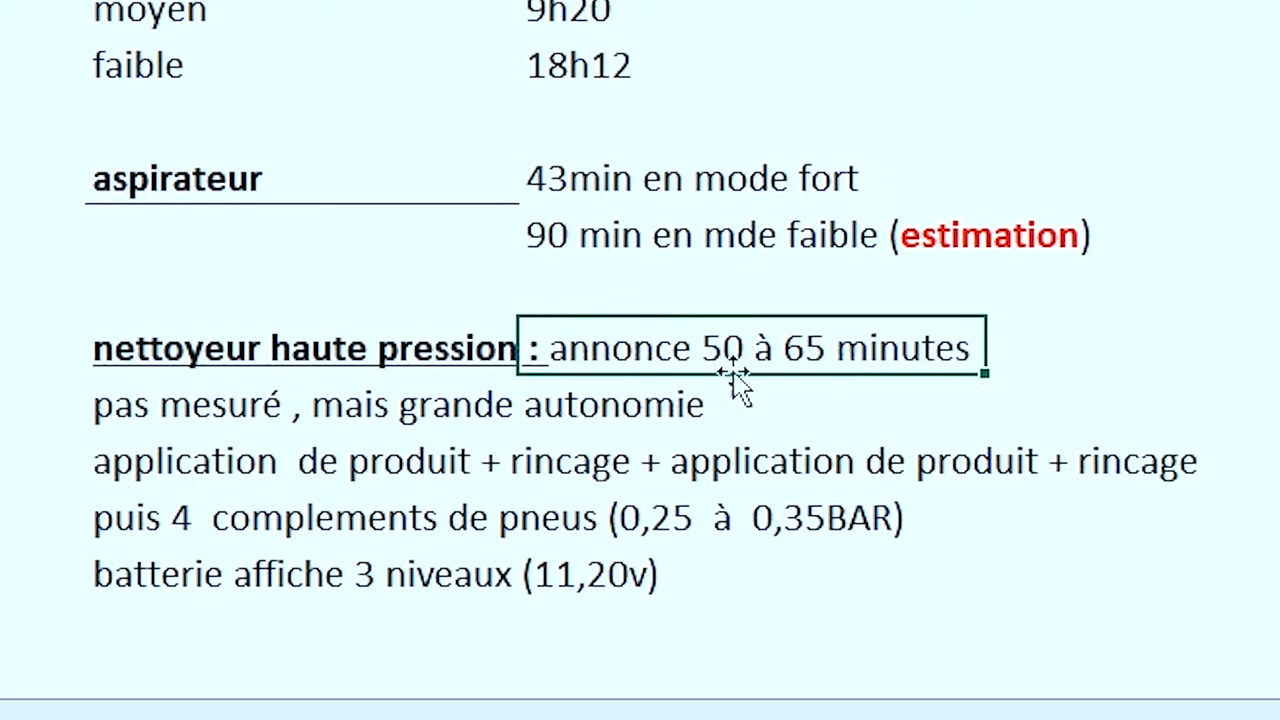 moyen 9h20
faible 18h12
aspirateur 43min en mode fort
90 min en mde faible (estimation)
nettoyeur haute pression : annonce 50 à 65 minutes
pas mesuré , mais grande autonomie
application  de produit + rincage + application de produit + rincage
puis 4  complements de pneus (0,25  à  0,35BAR)
batterie affiche 3 niveaux (11,20v)